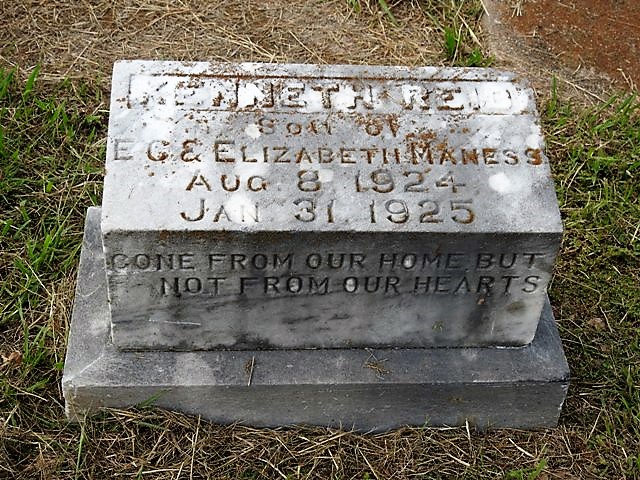 KENNETH REID
SON OF
E C & ELIZABETH MANESS
AUG 8 1924
JAN 31 1925
GONE FROM OUR HOME BUT
NOT FROM OUR HEARTS